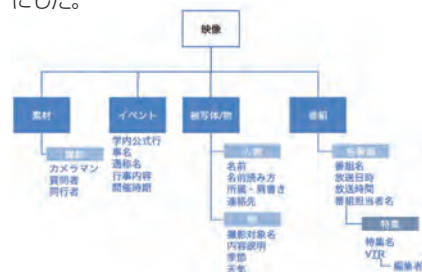 にした。
映像
素材
イベント
被写体/物
番組
撮影
カメラマン
質問者
同行者
学内公式行
事名
通称名
行事内容
開催時期
人物
名前
名前読み方
所属・肩書き
連絡先
物
撮影対象名
内容説明
季節
天気
番組名
放送日時
放送時間
番組担当者名
特集
特集名
VTR
編集者